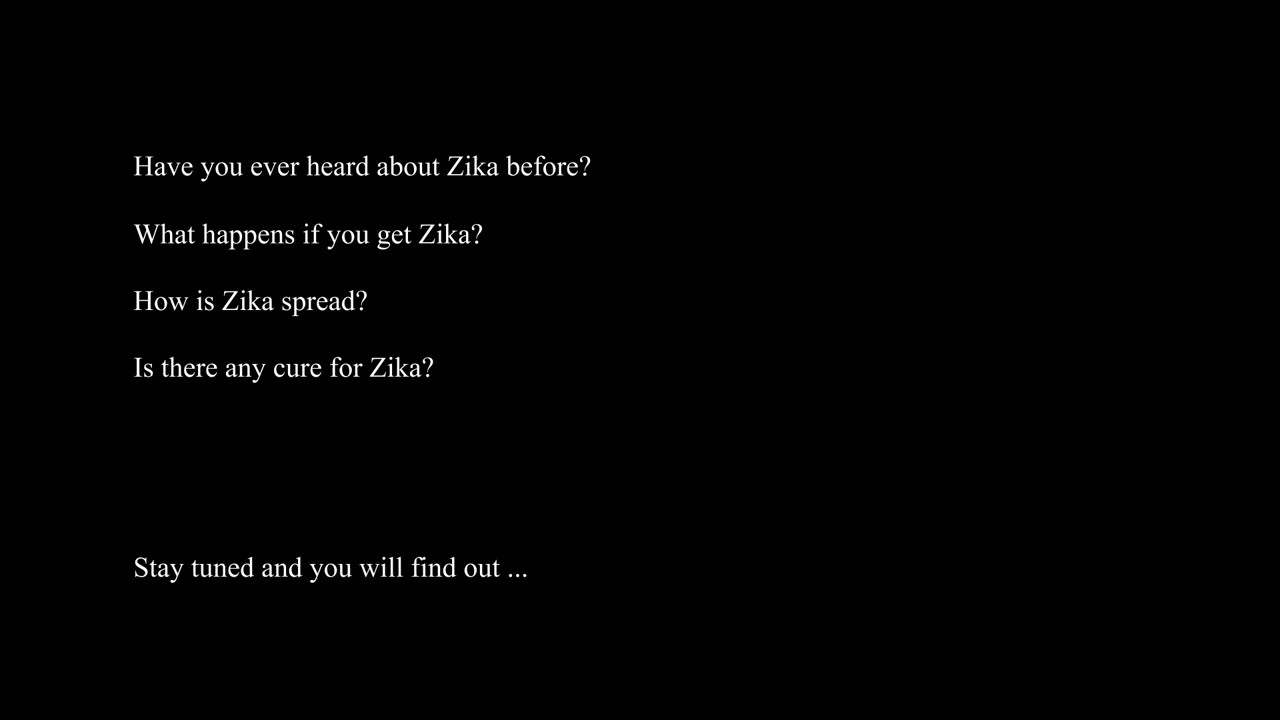 Have you ever heard about Zika before?
What happens if you get Zika?
How is Zika spread?
Is there any cure for Zika?
Stay tuned and you will find out ...